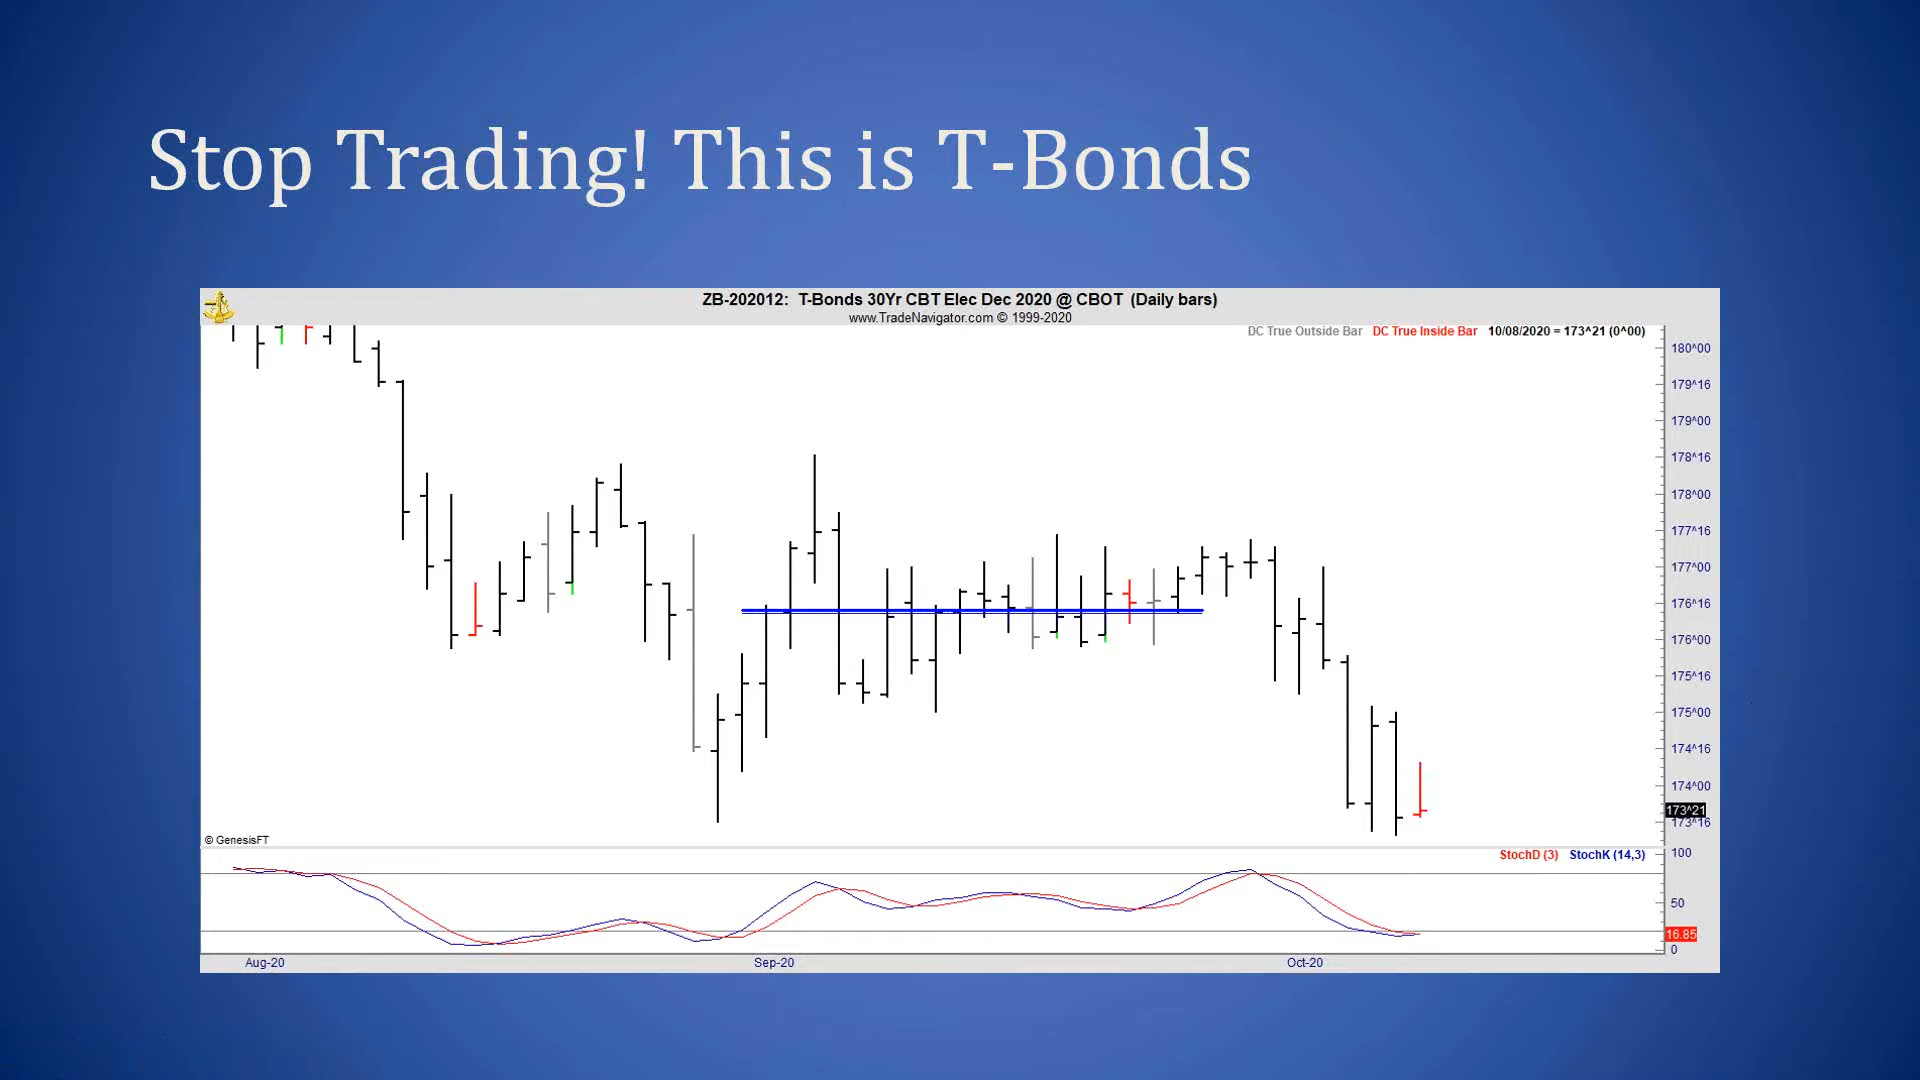 Stop Trading! This is T-Bonds
ZB-202012: T-Bonds 30Yr CBT Elec Dec 2020 @ CBOT (Daily bars)
www.TradeNavigator.com © 1999-2020
DC True Outside Bar DC True Inside Bar 10/08/2020 = 173^21 (0^00)
180^00
179^16
179^00
178^16
178^00
177^16
177^00
176^16
176^00
175^16
175^00
174^16
174^00
173^21
173^16
© GenesisFT
StochD (3) StochK (14,3)
100
50
16.85
0
Aug-20 Sep-20 Oct-20